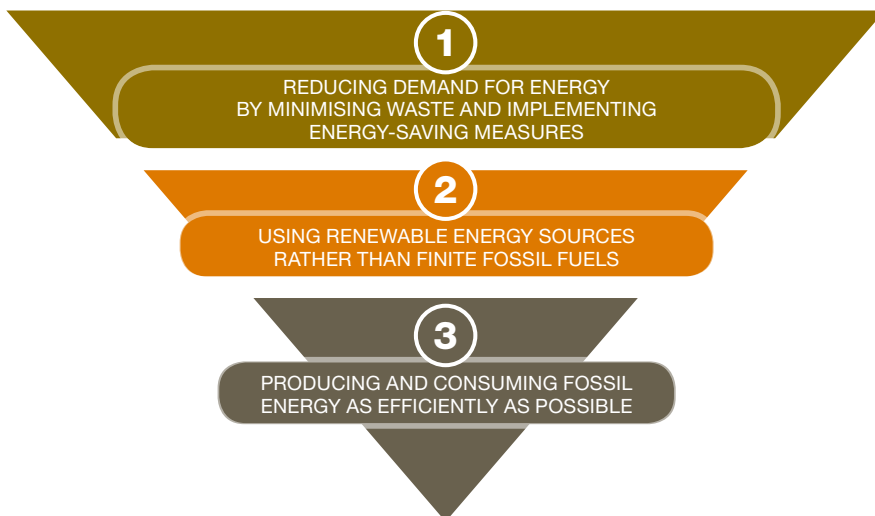 1
REDUCING DEMAND FOR ENERGY
BY MINIMISING WASTE AND IMPLEMENTING
ENERGY-SAVING MEASURES
2
USING RENEWABLE ENERGY SOURCES
RATHER THAN FINITE FOSSIL FUELS
3
PRODUCING AND CONSUMING FOSSIL
ENERGY AS EFFICIENTLY AS POSSIBLE